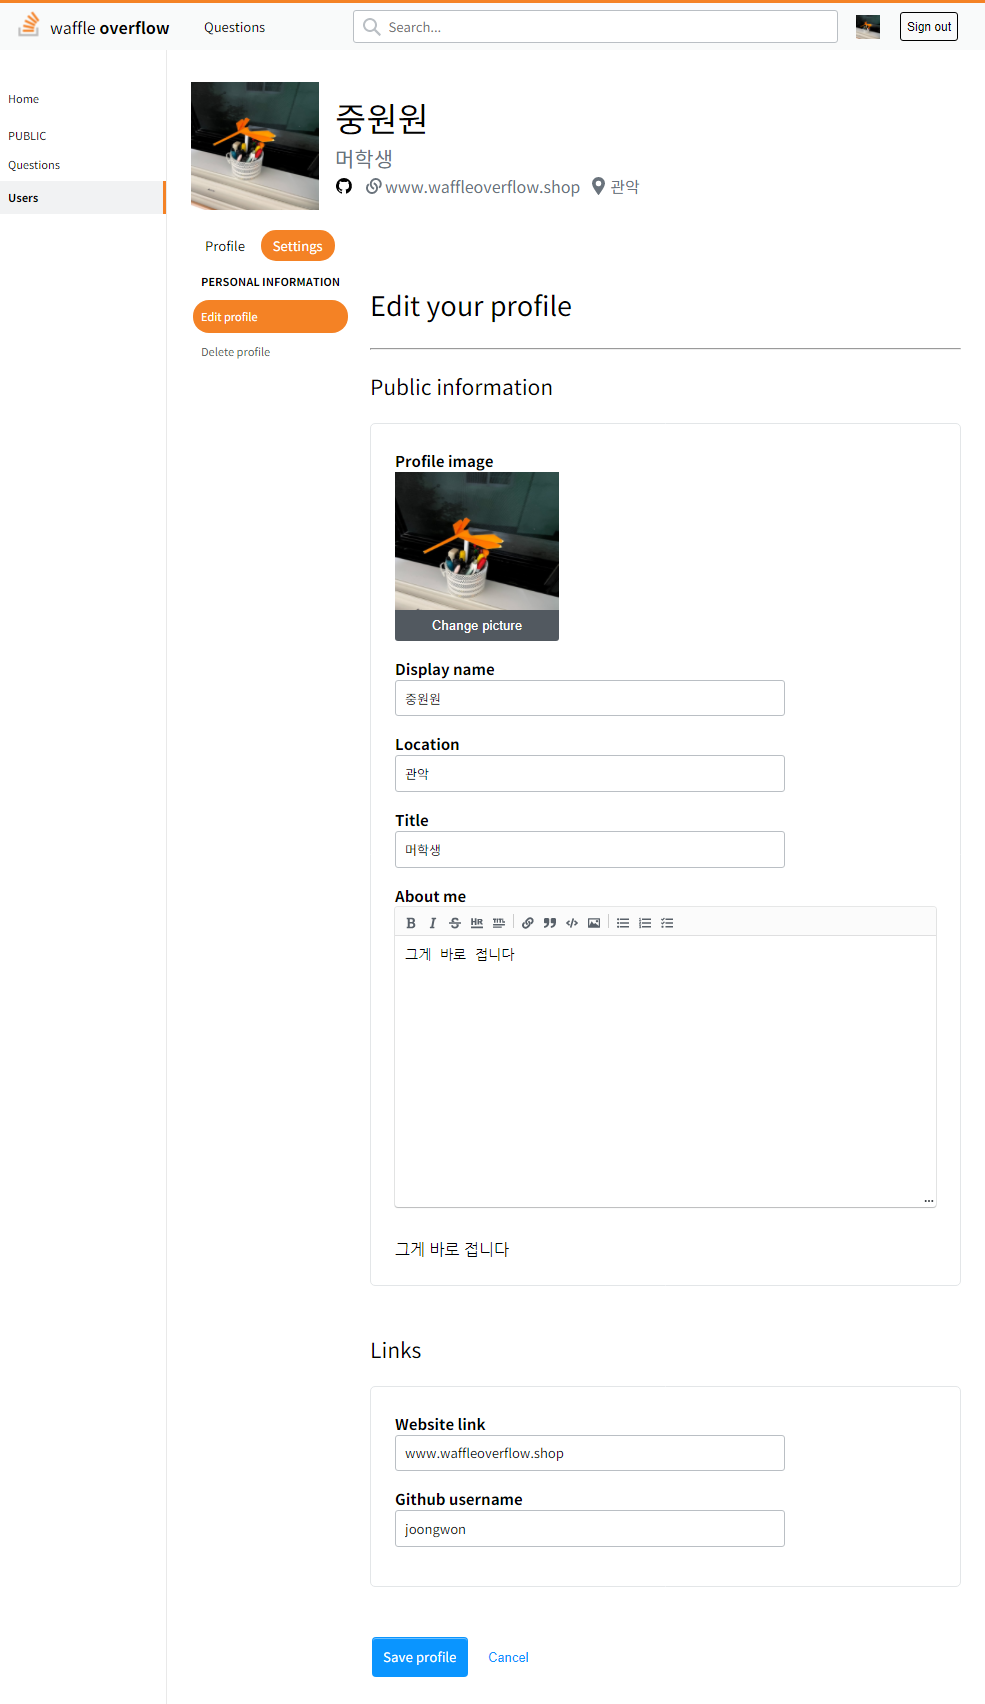 waffle overflow
Questions
Search...
Sign out
Home
PUBLIC
Questions
Users
중원원
머학생
www.waffleoverflow.shop 관악
Profile
Settings
PERSONAL INFORMATION
Edit profile
Delete profile
Edit your profile
Public information
Profile image
Change picture
Display name
중원원
Location
관악
Title
머학생
About me
B I S HR TTL
그게 바로 접니다
그게 바로 접니다
Links
Website link
www.waffleoverflow.shop
Github username
joongwon
Save profile
Cancel